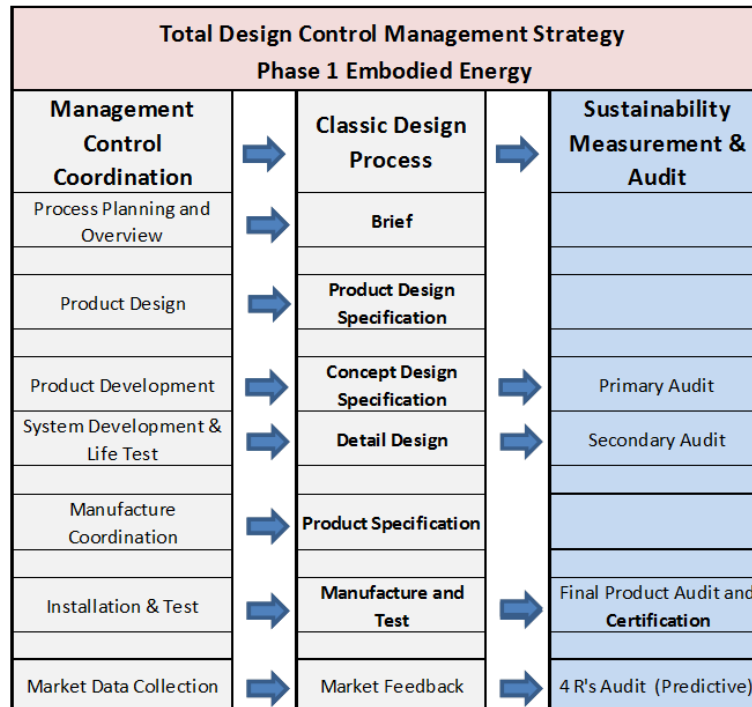 Total Design Control Management Strategy
Phase 1 Embodied Energy
Management
Control
Coordination
Classic Design
Process
Sustainability
Measurement &
Audit
Process Planning and
Overview
Brief
Product Design
Product Design
Specification
Product Development
Concept Design
Specification
Primary Audit
System Development &
Life Test
Detail Design
Secondary Audit
Manufacture
Coordination
Product Specification
Installation & Test
Manufacture and
Test
Final Product Audit and
Certification
Market Data Collection
Market Feedback
4 R's Audit (Predictive)